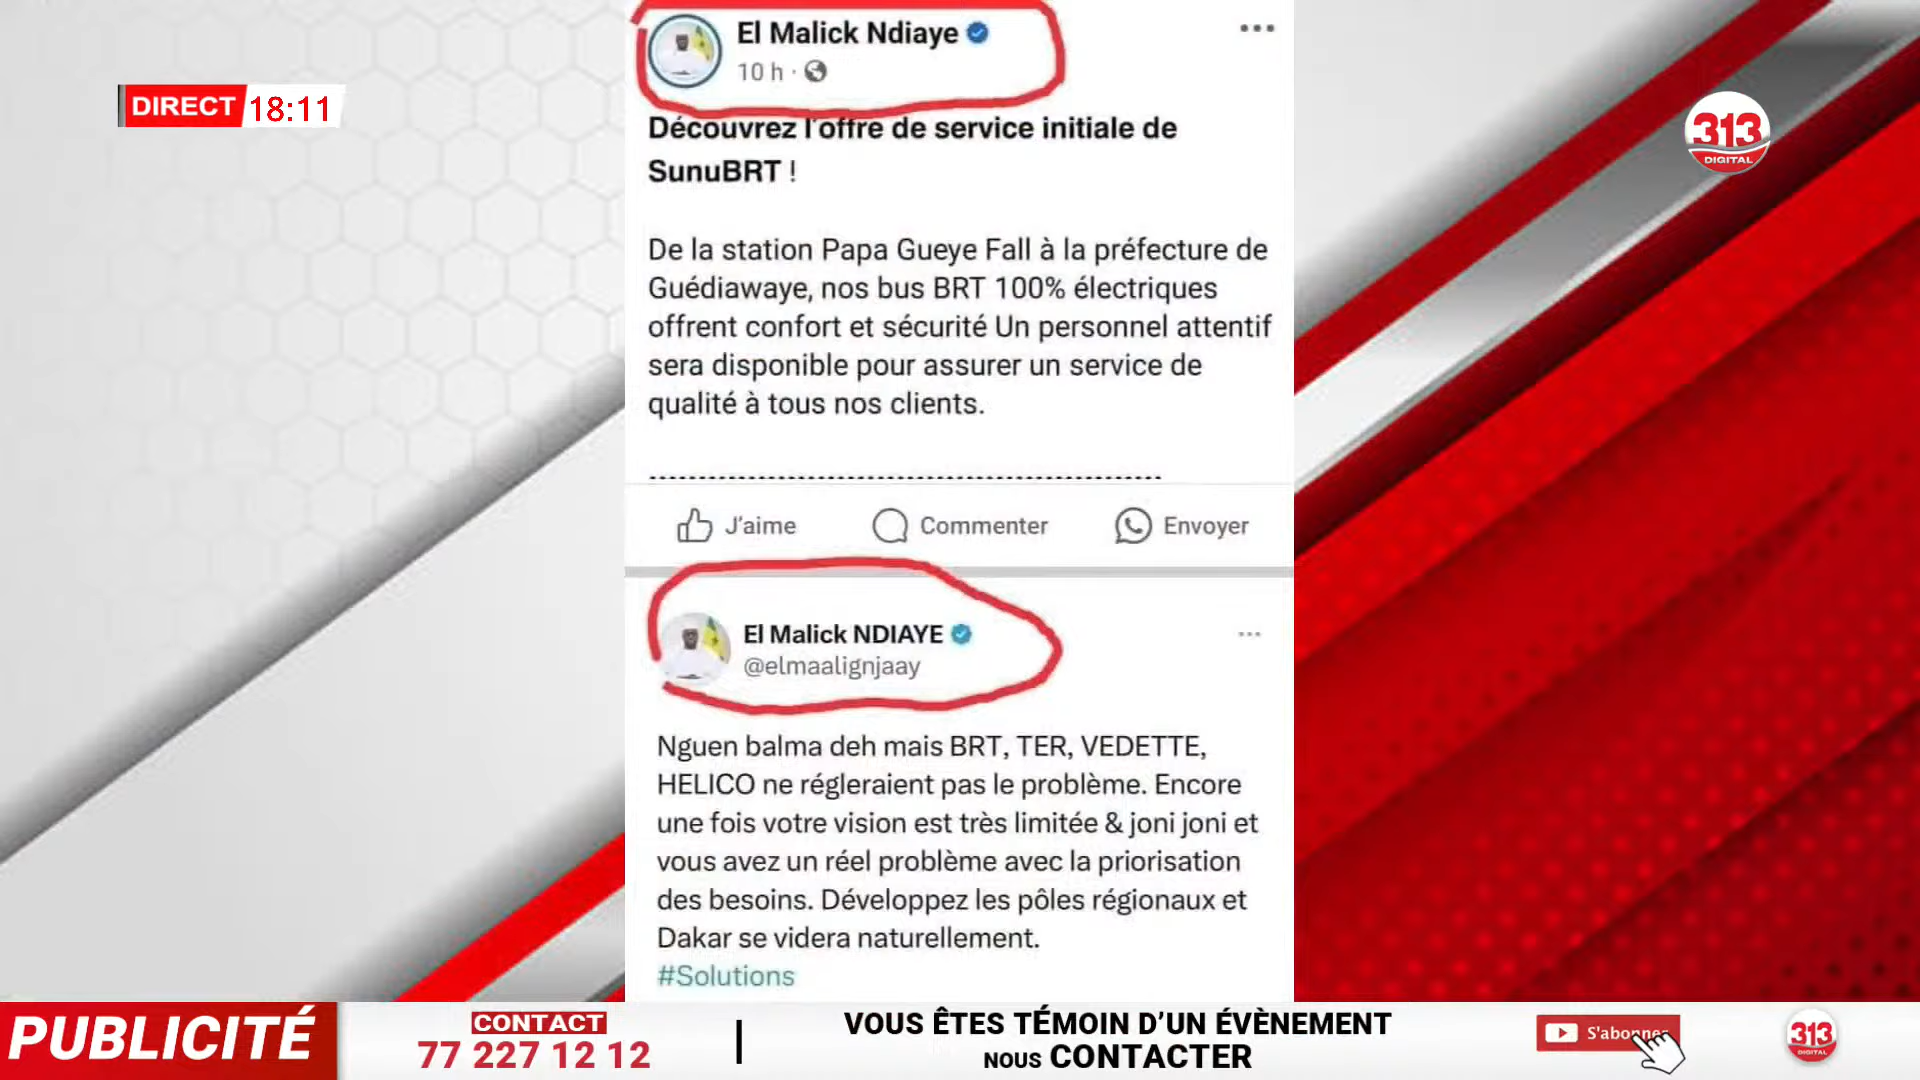 El Malick Ndiaye
10 h ·
DIRECT 18:11
313
DIGITAL
Découvrez l'offre de service initiale de
SunuBRT !
De la station Papa Gueye Fall à la préfecture de
Guédiawaye, nos bus BRT 100% électriques
offrent confort et sécurité Un personnel attentif
sera disponible pour assurer un service de
qualité à tous nos clients.
J'aime Commenter Envoyer
El Malick NDIAYE
@elmaalignjaay
Nguen balma deh mais BRT, TER, VEDETTE,
HELICO ne régleraient pas le problème. Encore
une fois votre vision est très limitée & joni joni et
vous avez un réel problème avec la priorisation
des besoins. Développez les pôles régionaux et
Dakar se videra naturellement.
#Solutions
PUBLICITÉ
CONTACT
77 227 12 12
VOUS ÊTES TÉMOIN D'UN ÉVÈNEMENT
NOUS CONTACTER
313
DIGITAL